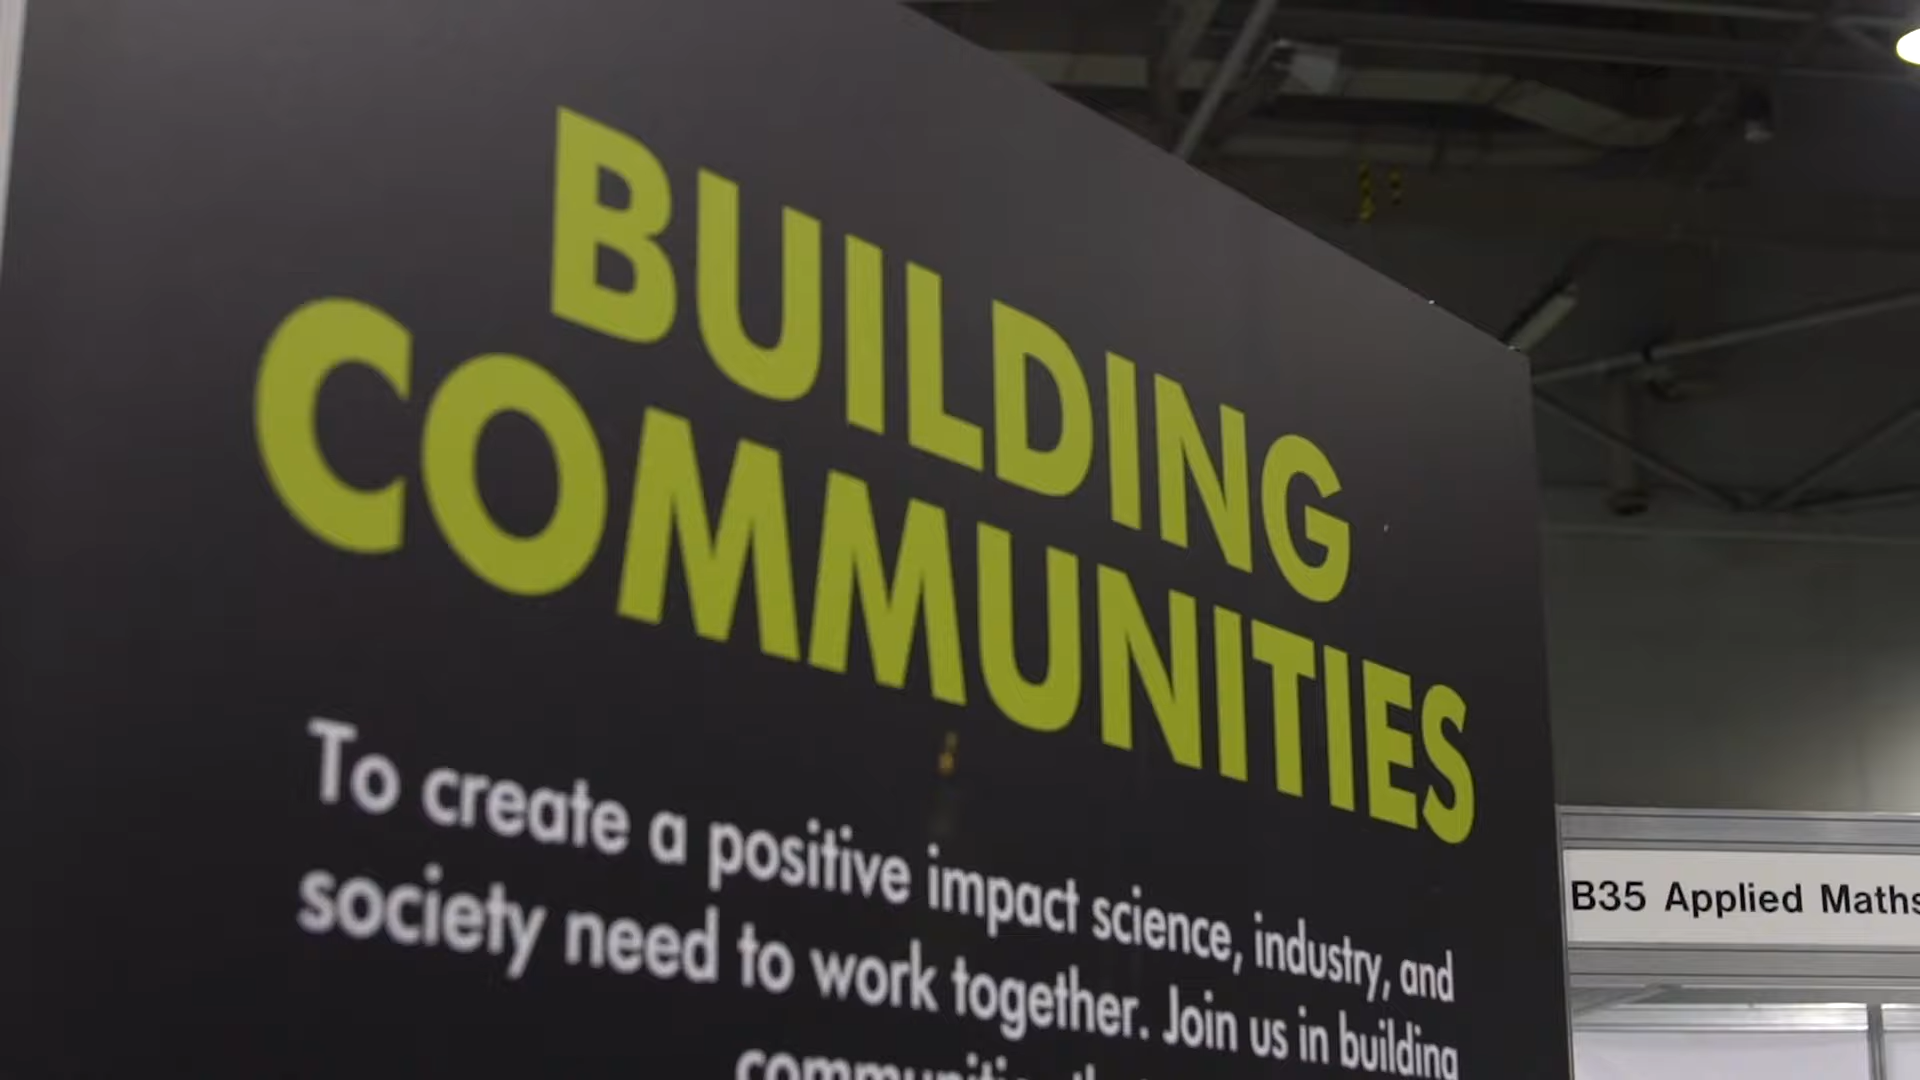 BUILDING
COMMUNITIES
To create a positive impact science, industry, and
society need to work together. Join us in building
B35 Applied Maths